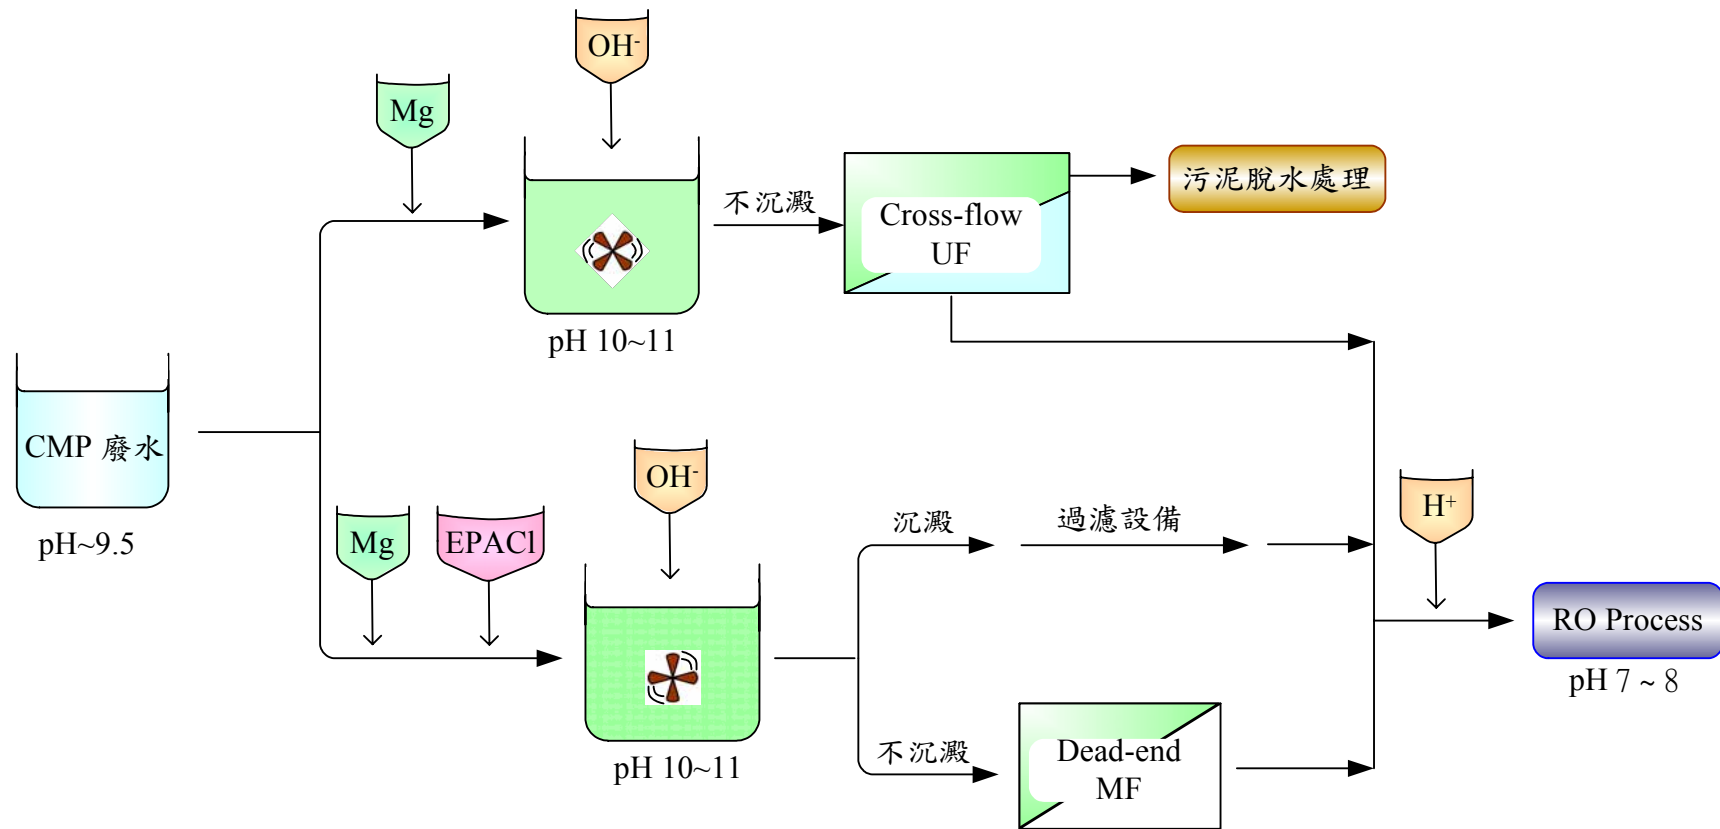 OH-
Mg
污泥脫水處理
不沉澱
Cross-flow
UF
pH 10~11
CMP 廢水
pH~9.5
OH-
Mg
EPACl
沉澱
過濾設備
H+
RO Process
pH 7 ~ 8
不沉澱
Dead-end
MF
pH 10~11